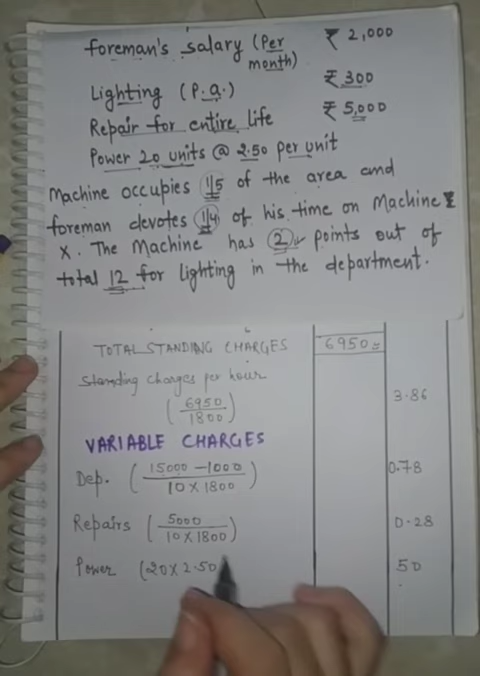 foreman's salary (Per month) ₹ 2,000
Lighting (P.a.) ₹ 300
Repair for entire life ₹ 5,000
Power 20 units @ 2.50 per unit
Machine occupies 1/5 of the area and
foreman devotes 1/4 of his time on Machine
X. The Machine has 2 points out of
total 12 for lighting in the department.
TOTAL STANDING CHARGES 6950
Standing charges per hour
(6950/1800) 3.86
VARIABLE CHARGES
Dep. (15000 - 1000/10 × 1800) 0.78
Repairs (5000/10 × 1800) 0.28
Power (20 × 2.50 50